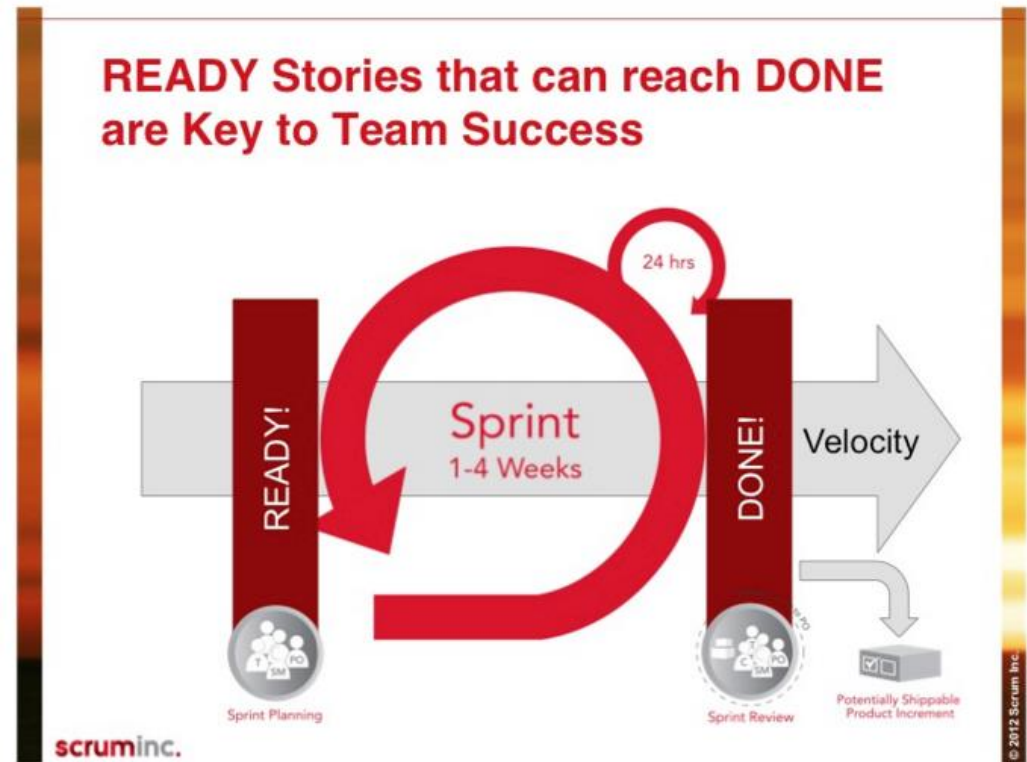 READY Stories that can reach DONE
are Key to Team Success
24 hrs
READY!
Sprint
1-4 Weeks
DONE!
Velocity
T
SM
PO
Sprint Planning
T
C
SM
PO
PO
Sprint Review
Potentially Shippable
Product Increment
scruminc.
© 2012 Scrum Inc.